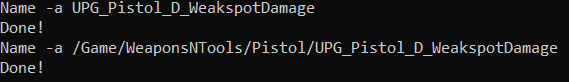 Name -a UPG_Pistol_D_WeakspotDamage
Done!
Name -a /Game/WeaponsNTools/Pistol/UPG_Pistol_D_WeakspotDamage
Done!